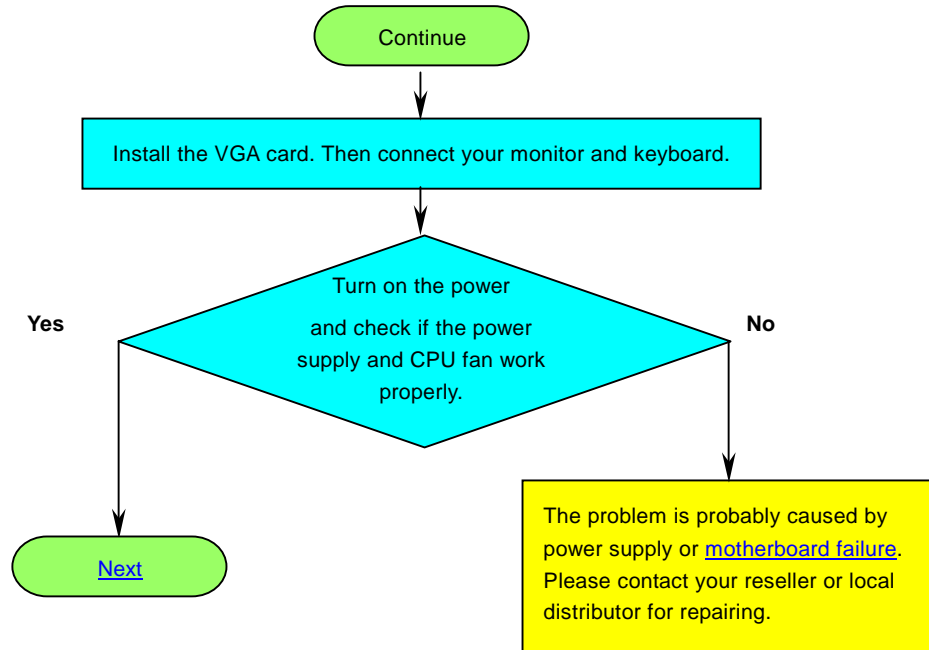 Continue
Install the VGA card. Then connect your monitor and keyboard.
Turn on the power
and check if the power
supply and CPU fan work
properly.
Yes
No
Next
The problem is probably caused by
power supply or motherboard failure.
Please contact your reseller or local
distributor for repairing.